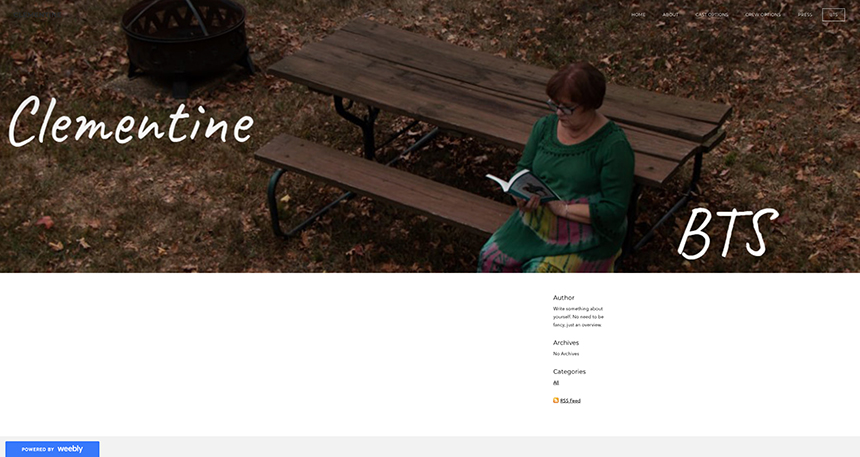 HOME ABOUT CAST OPTIONS CREW OPTIONS PRESS BTS
Clementine
BTS
Author
Write something about
yourself. No need to be
fancy, just an overview.
Archives
No Archives
Categories
All
RSS Feed
POWERED BY weebly